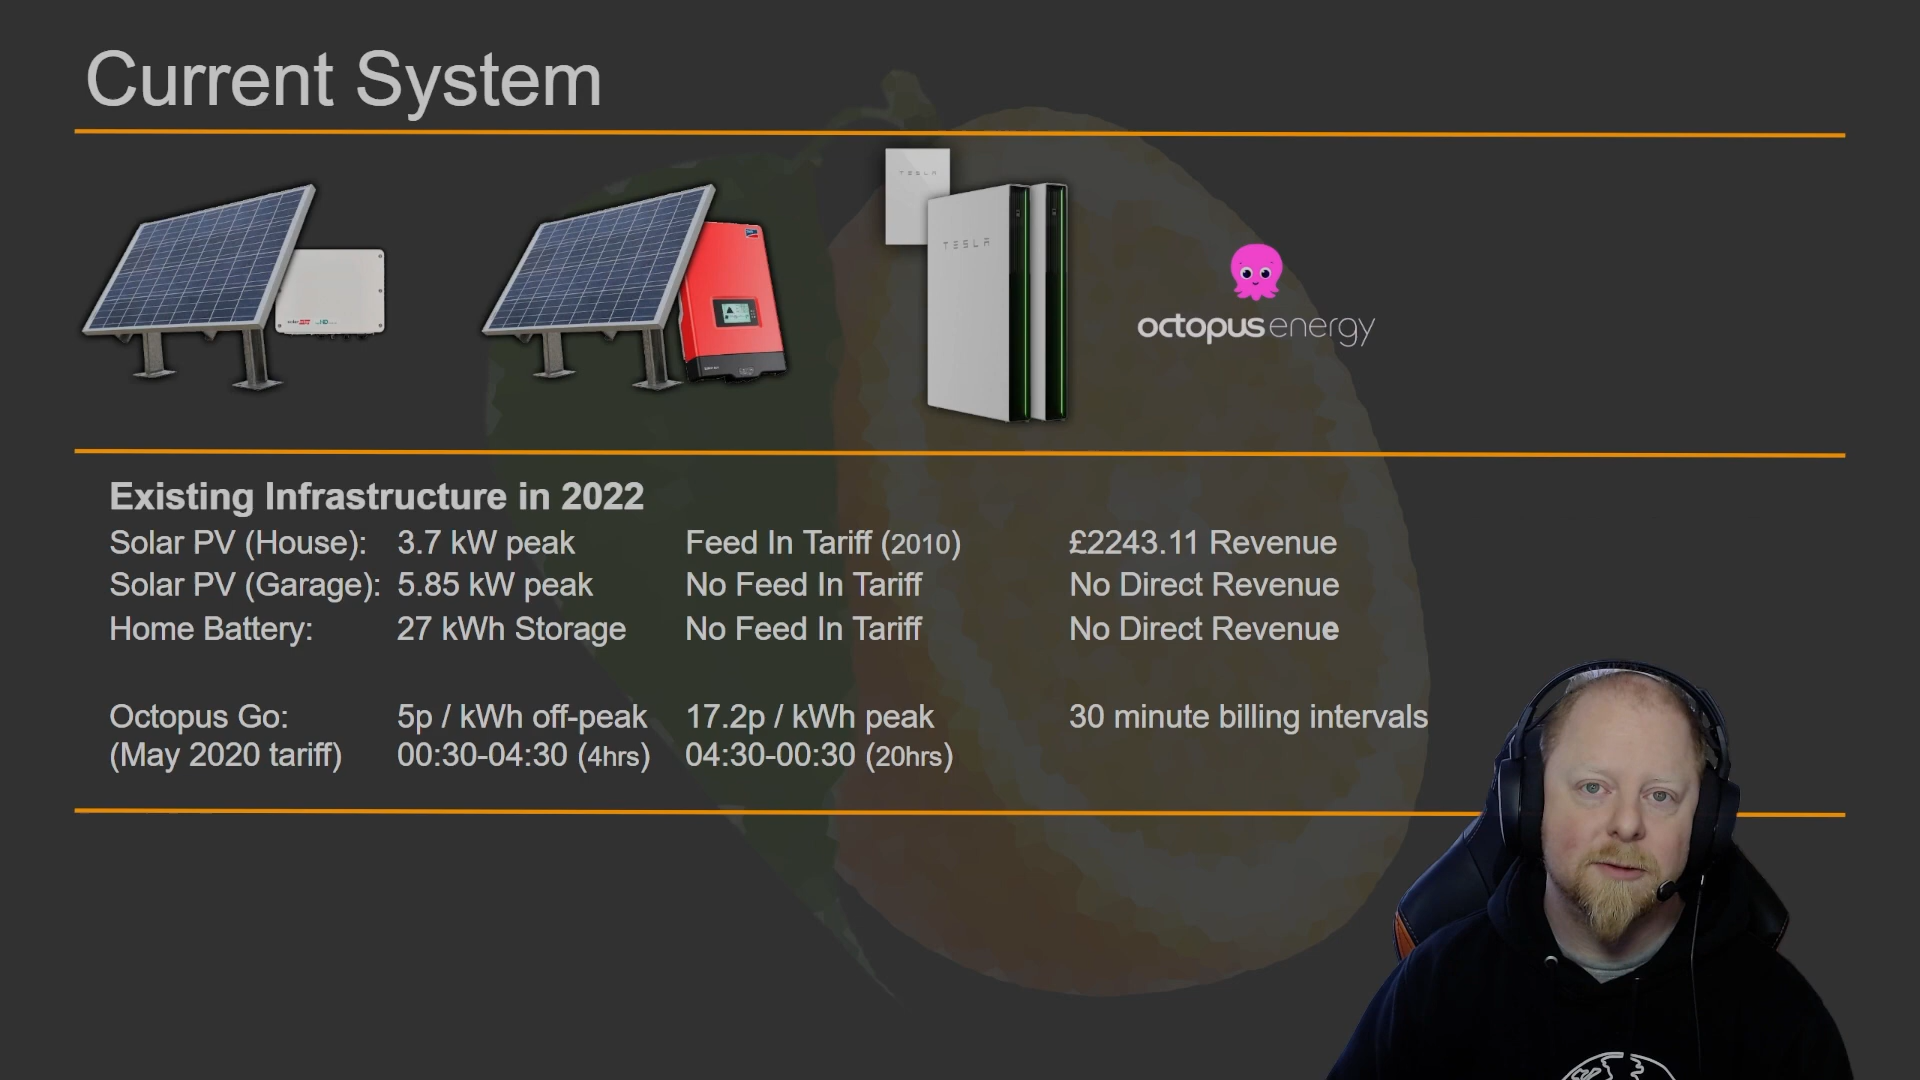 Current System
TESLA
TESLA
octopus energy
Existing Infrastructure in 2022
Solar PV (House): 3.7 kW peak Feed In Tariff (2010) £2243.11 Revenue
Solar PV (Garage): 5.85 kW peak No Feed In Tariff No Direct Revenue
Home Battery: 27 kWh Storage No Feed In Tariff No Direct Revenue
Octopus Go: 5p / kWh off-peak 17.2p / kWh peak 30 minute billing intervals
(May 2020 tariff) 00:30-04:30 (4hrs) 04:30-00:30 (20hrs)